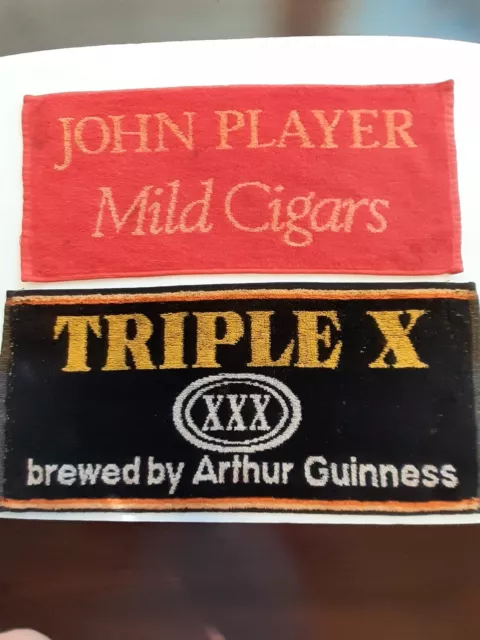 JOHN PLAYER
Mild Cigars
TRIPLE X
XXX
brewed by Arthur Guinness